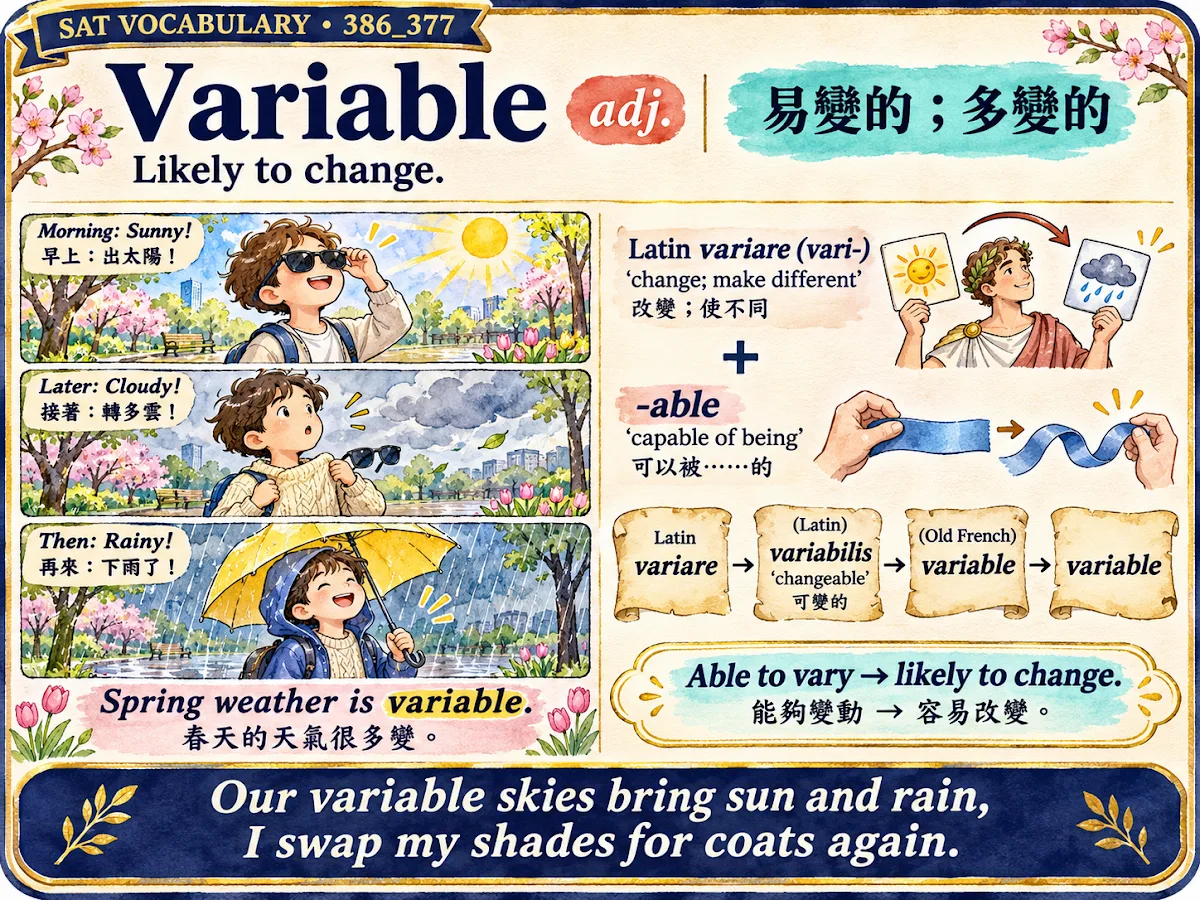 SAT VOCABULARY • 386_377
Variable
adj.
易變的；多變的
Likely to change.
Morning: Sunny!
早上：出太陽！
Later: Cloudy!
接著：轉多雲！
Then: Rainy!
再來：下雨了！
Spring weather is variable.
春天的天氣很多變。
Latin variare (vari-)
‘change; make different’
改變；使不同
+
-able
‘capable of being’
可以被⋯⋯的
Latin
variare
→
(Latin)
variabilis
‘changeable’
可變的
→
(Old French)
variable
→
variable
Able to vary → likely to change.
能夠變動 → 容易改變。
Our variable skies bring sun and rain,
I swap my shades for coats again.